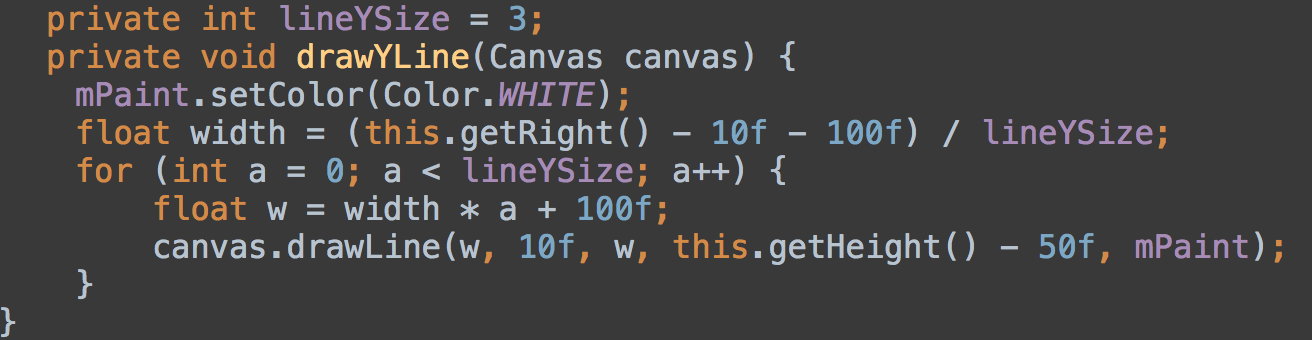 private int lineYSize = 3;
private void drawYLine(Canvas canvas) {
mPaint.setColor(Color.WHITE);
float width = (this.getRight() - 10f - 100f) / lineYSize;
for (int a = 0; a < lineYSize; a++) {
float w = width * a + 100f;
canvas.drawLine(w, 10f, w, this.getHeight() - 50f, mPaint);
}
}